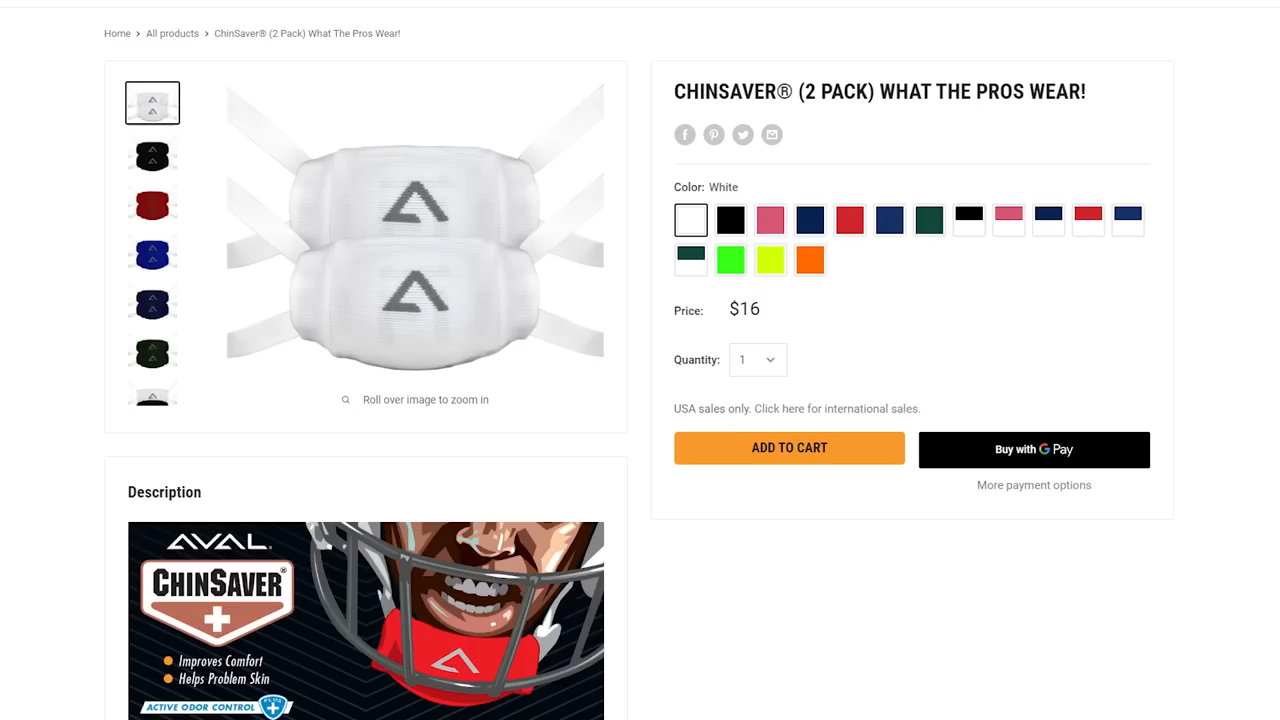 Home > All products > ChinSaver® (2 Pack) What The Pros Wear!
Roll over image to zoom in
Description
AVAL
CHINSAVER®
Improves Comfort
Helps Problem Skin
ACTIVE ODOR CONTROL PLUS
CHINSAVER® (2 PACK) WHAT THE PROS WEAR!
Color: White
Price: $16
Quantity: 1
USA sales only. Click here for international sales.
ADD TO CART
Buy with G Pay
More payment options